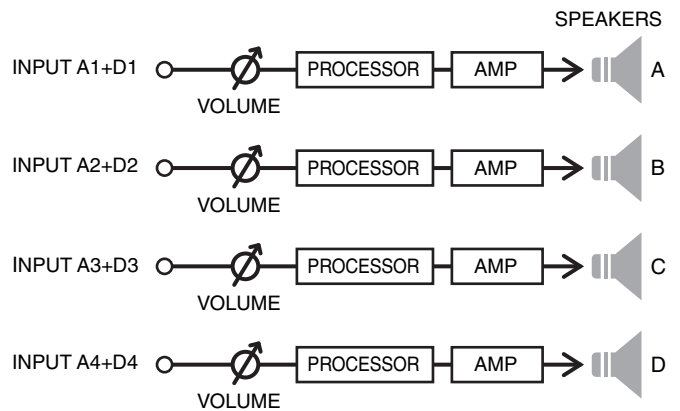 SPEAKERS
INPUT A1+D1 PROCESSOR AMP A
VOLUME
INPUT A2+D2 PROCESSOR AMP B
VOLUME
INPUT A3+D3 PROCESSOR AMP C
VOLUME
INPUT A4+D4 PROCESSOR AMP D
VOLUME